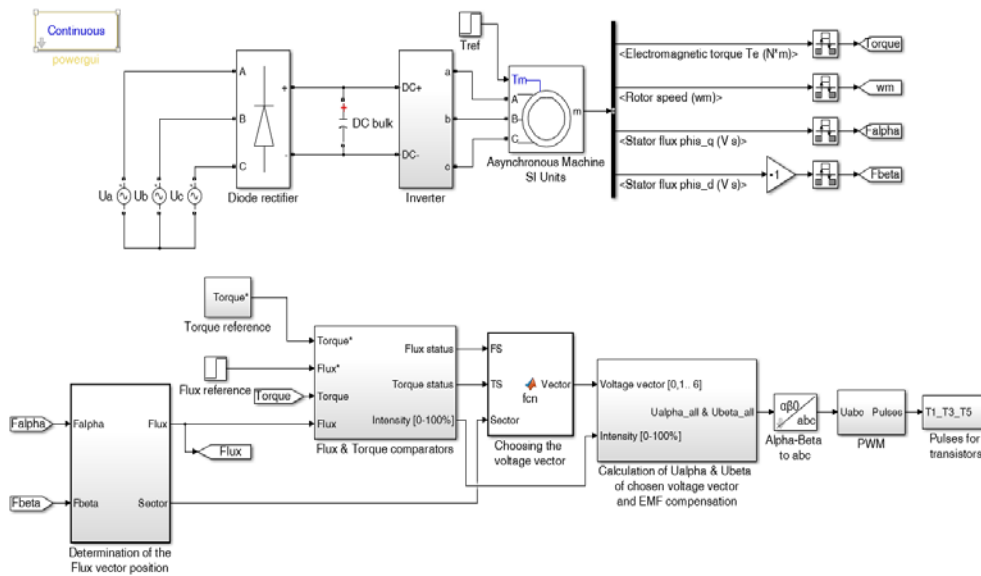 Continuous
powergui
Ua
Ub
Uc
A
B
C
+
-
Diode rectifier
+
DC bulk
DC+
DC-
a
b
c
Inverter
Tref
Tm
A
B
C
m
Asynchronous Machine
SI Units
<Electromagnetic torque Te (N*m)>
Torque
<Rotor speed (wm)>
wm
<Stator flux phis_q (V s)>
Falpha
<Stator flux phis_d (V s)>
-1
Fbeta
Torque*
Torque reference
Flux reference
Torque
Torque*
Flux*
Torque
Flux
Flux status
Torque status
Intensity [0-100%]
Flux & Torque comparators
FS
TS
Sector
Vector
fcn
Choosing the
voltage vector
Voltage vector [0,1.. 6]
Ualpha_all & Ubeta_all
Intensity [0-100%]
Calculation of Ualpha & Ubeta
of chosen voltage vector
and EMF compensation
αβ0
abc
Alpha-Beta
to abc
Uabc
Pulses
PWM
T1_T3_T5
Pulses for
transistors
Falpha
Fbeta
Falpha
Fbeta
Flux
Sector
Flux
Determination of the
Flux vector position